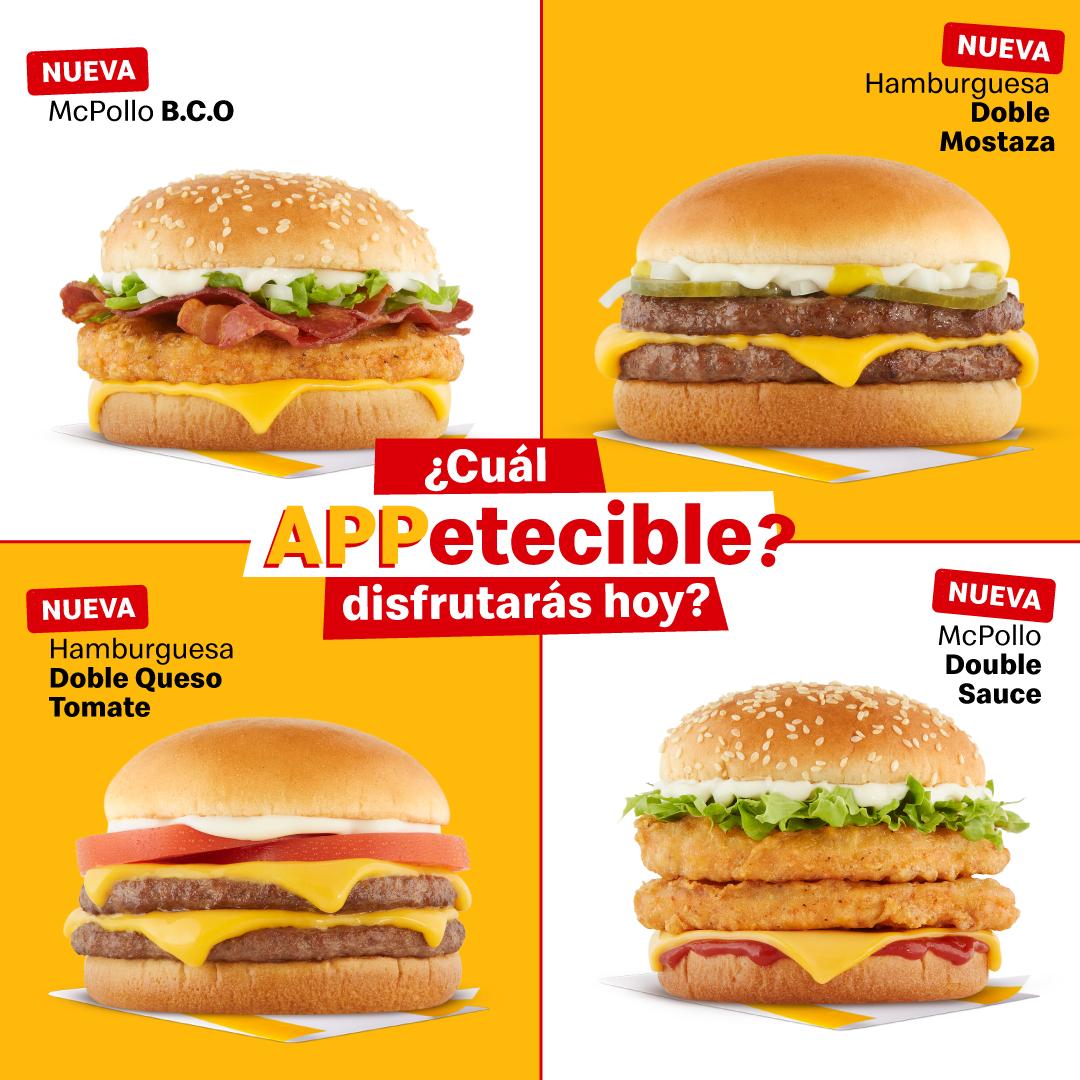 NUEVA
McPollo B.C.O
NUEVA
Hamburguesa
Doble
Mostaza
¿Cuál
APPetecible?
disfrutarás hoy?
NUEVA
Hamburguesa
Doble Queso
Tomate
NUEVA
McPollo
Double
Sauce